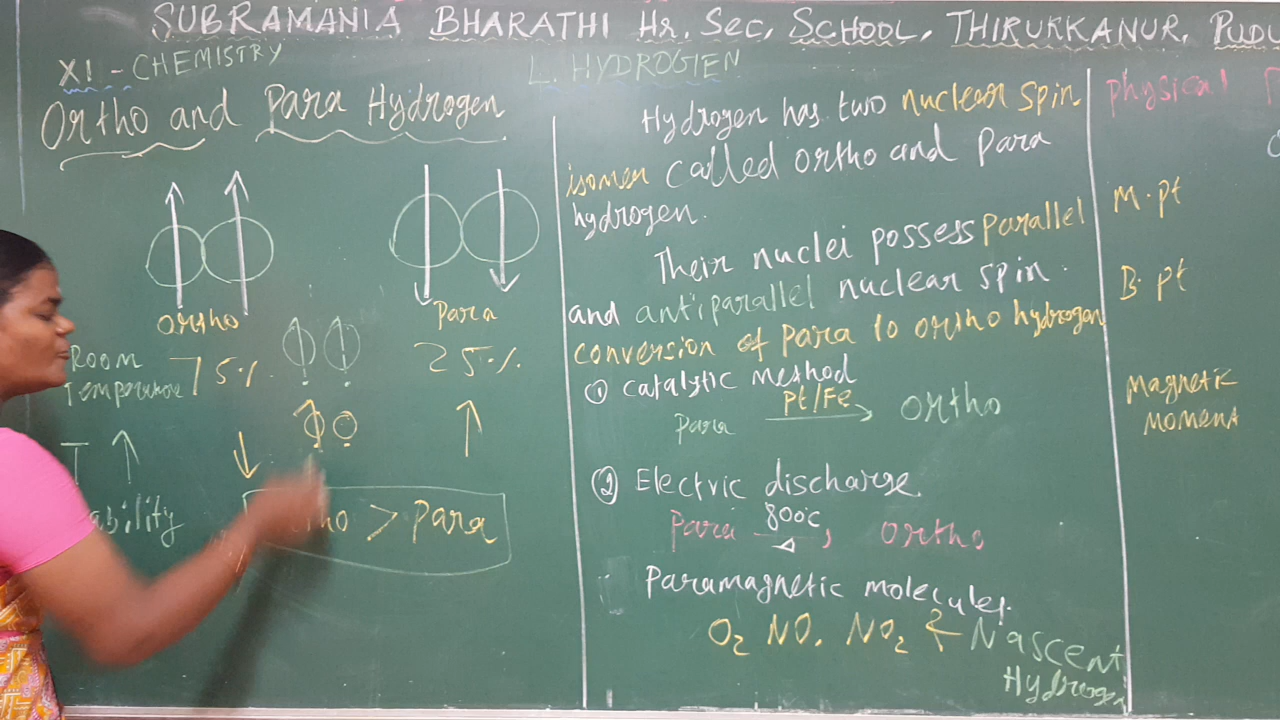 SUBRAMANIA BHARATHI Hr. Sec, SCHOOL, THIRUKKANUR, PUDU
XI - CHEMISTRY
L. HYDROGEN
Ortho and Para Hydrogen
Ortho
Para
Room
Temperature
75%
25%
T
ability
> Para
Hydrogen has two nuclear spin
isomer called ortho and para
hydrogen.
Their nuclei possess parallel
and antiparallel nuclear spin.
conversion of para to ortho hydrogen
① Catalytic method
Para Pt/Fe Ortho
② Electric discharge.
Para 800c Ortho
Δ
Paramagnetic molecules.
O2 NO, NO2 Nascent
Hydrogen
Physical P
M.pt
B.pt
Magnetic
Moment